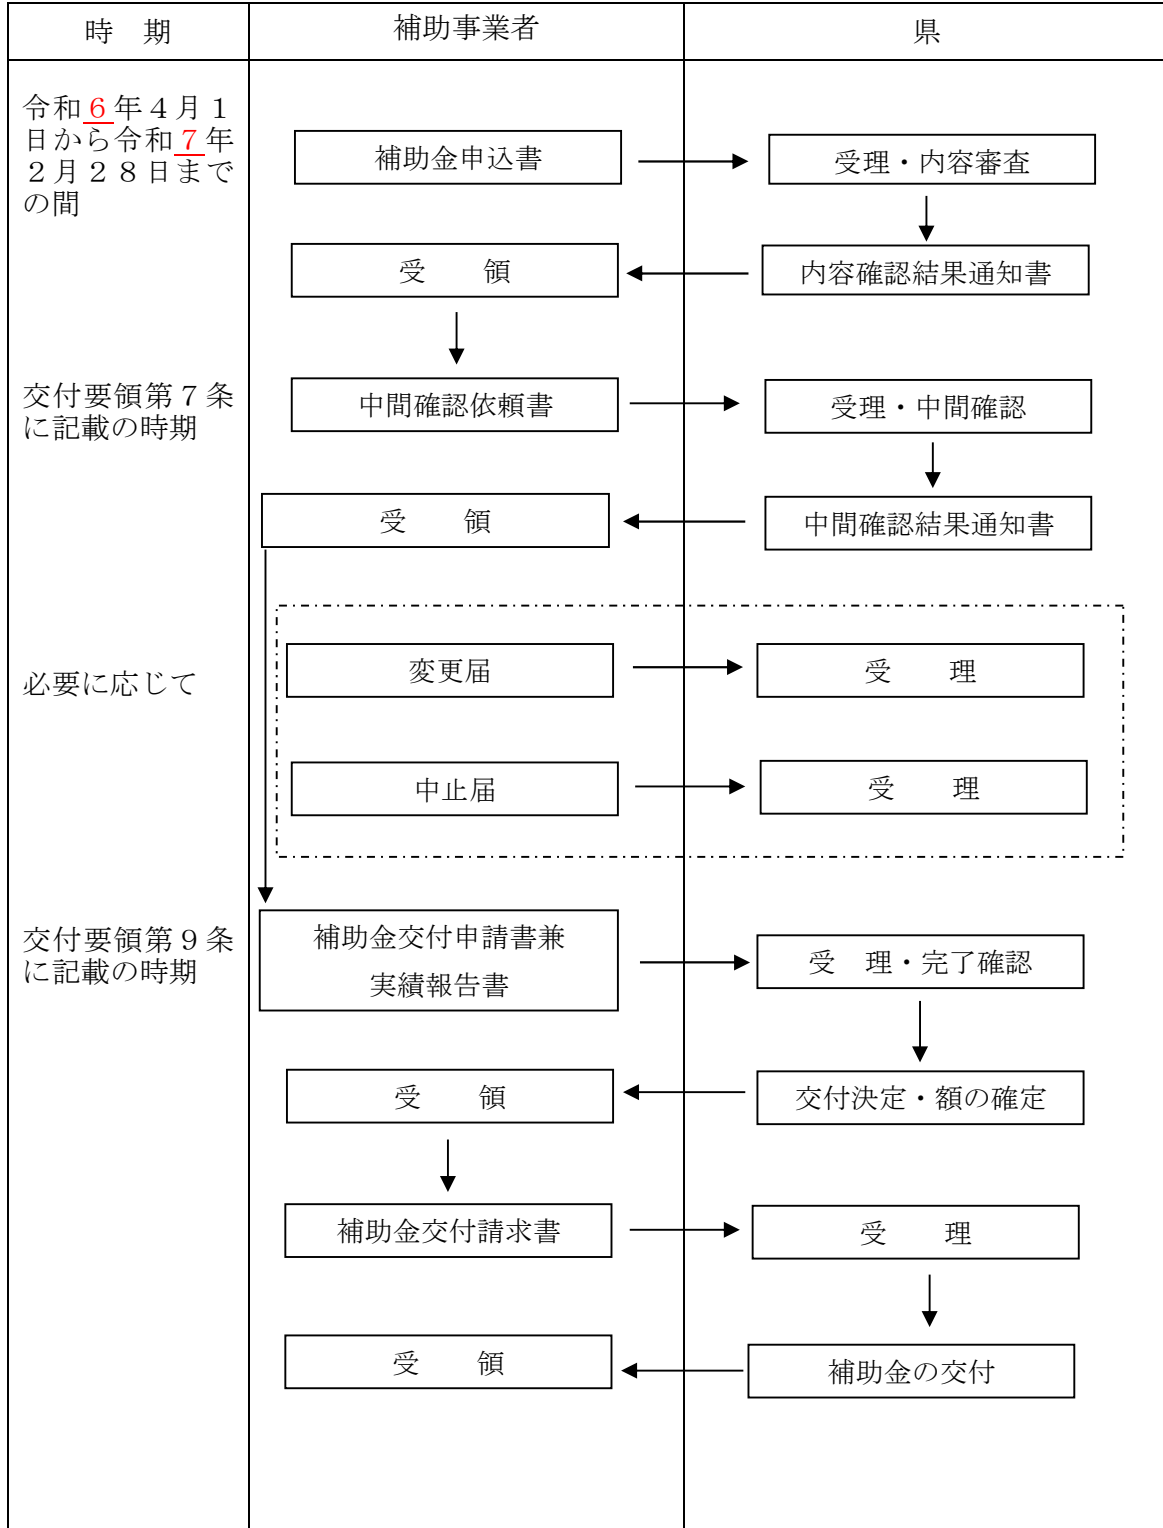 時　期
補助事業者
県
令和６年４月１
日から令和７年
２月２８日まで
の間
補助金申込書
受理・内容審査
受　　領
内容確認結果通知書
交付要領第７条
に記載の時期
中間確認依頼書
受理・中間確認
受　　領
中間確認結果通知書
必要に応じて
変更届
受　　理
中止届
受　　理
交付要領第９条
に記載の時期
補助金交付申請書兼
実績報告書
受　理・完了確認
受　　領
交付決定・額の確定
補助金交付請求書
受　　理
受　　領
補助金の交付